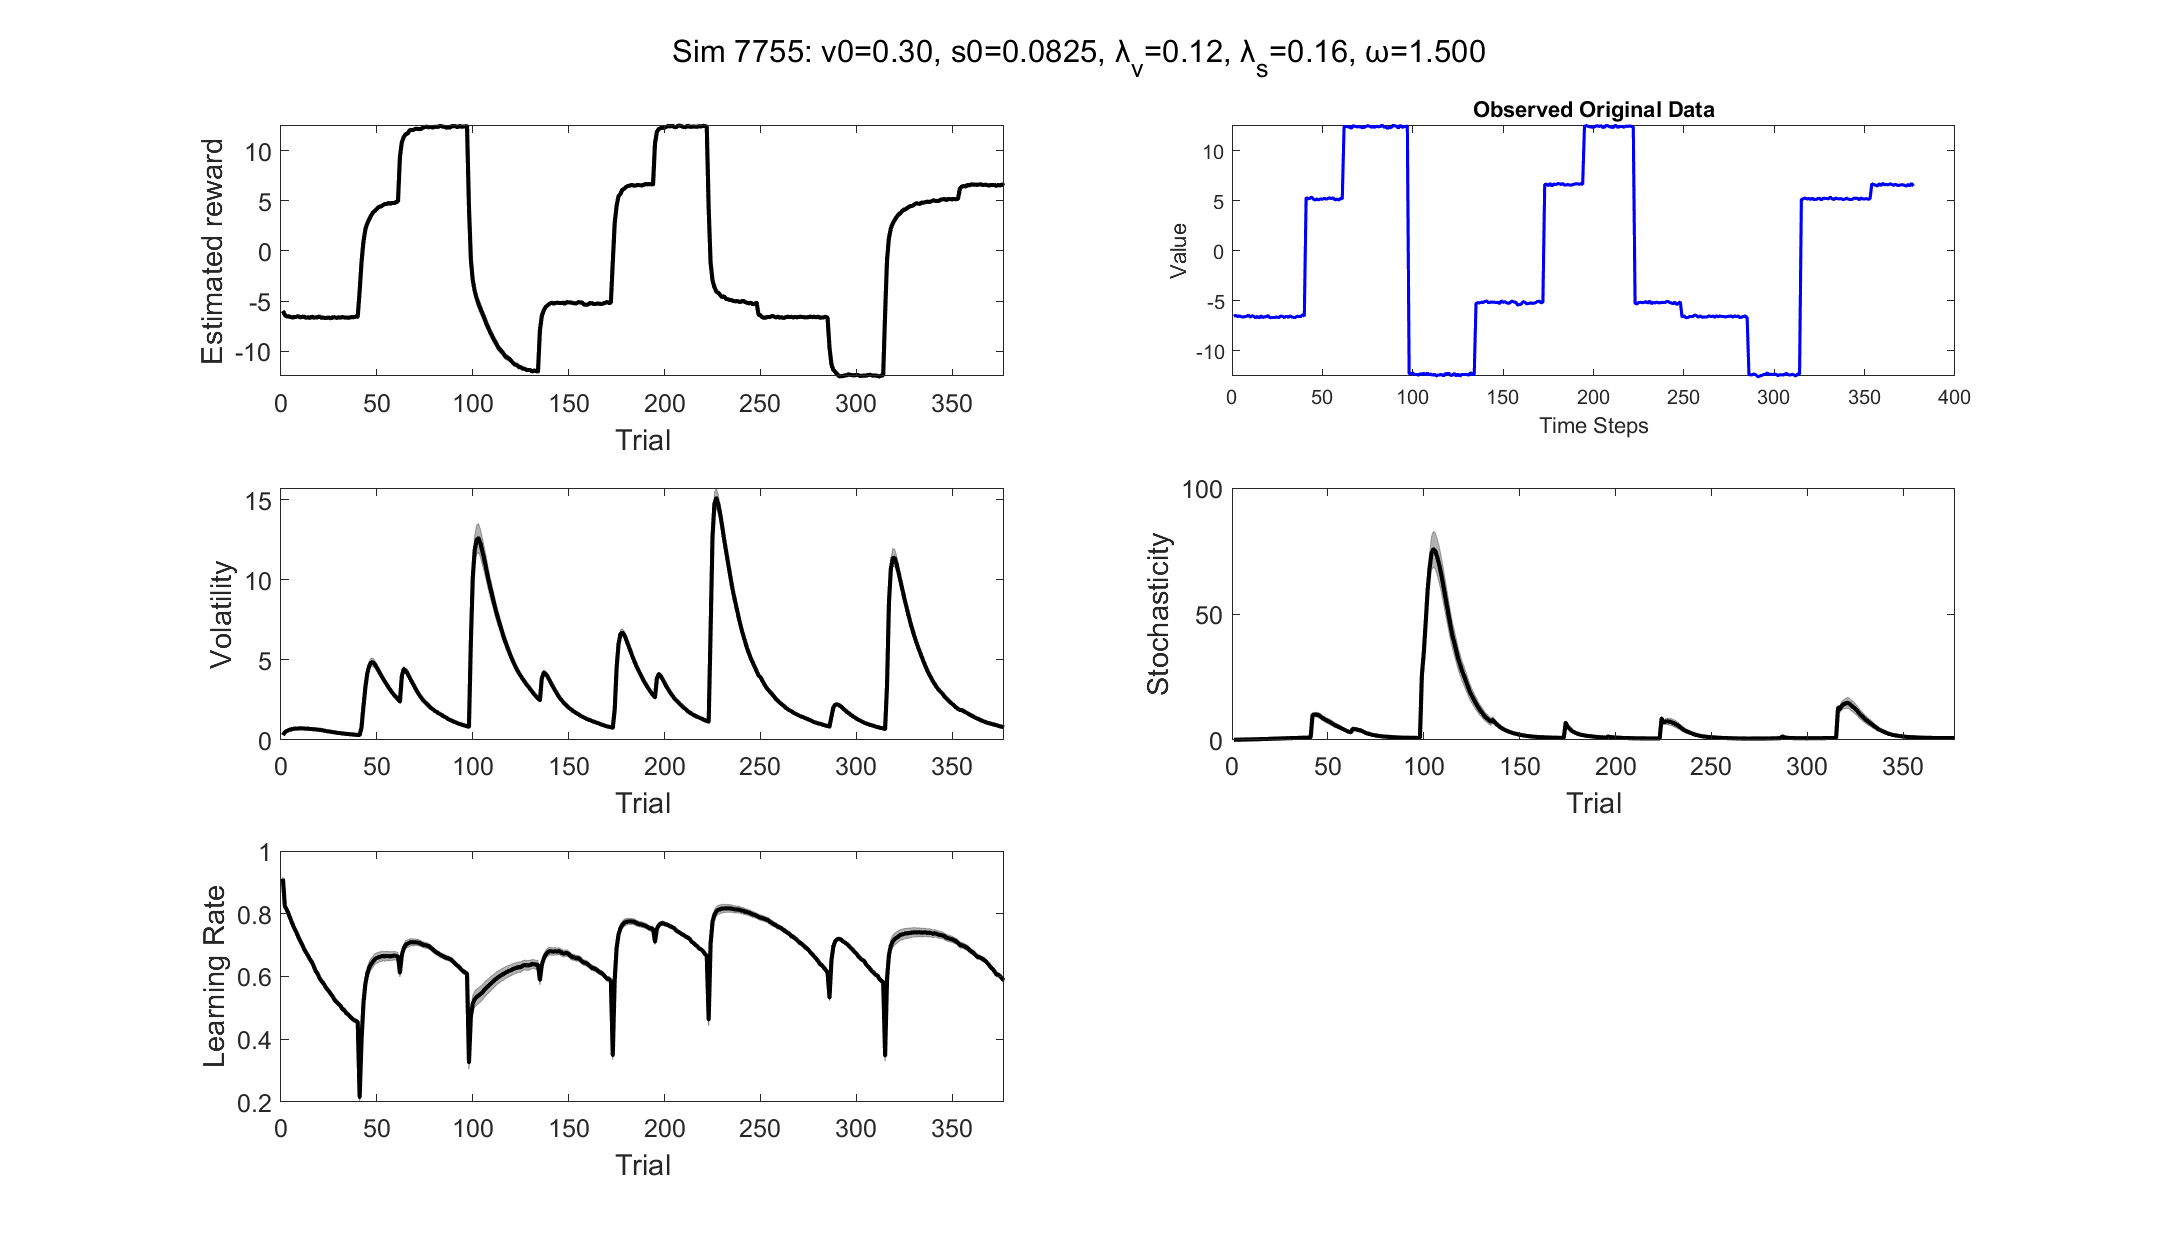 Sim 7755: v0=0.30, s0=0.0825, λv=0.12, λs=0.16, ω=1.500
Estimated reward
10
5
0
-5
-10
0 50 100 150 200 250 300 350
Trial
Observed Original Data
Value
10
5
0
-5
-10
0 50 100 150 200 250 300 350 400
Time Steps
Volatility
15
10
5
0
0 50 100 150 200 250 300 350
Trial
Stochasticity
100
50
0
0 50 100 150 200 250 300 350
Trial
Learning Rate
1
0.8
0.6
0.4
0.2
0 50 100 150 200 250 300 350
Trial